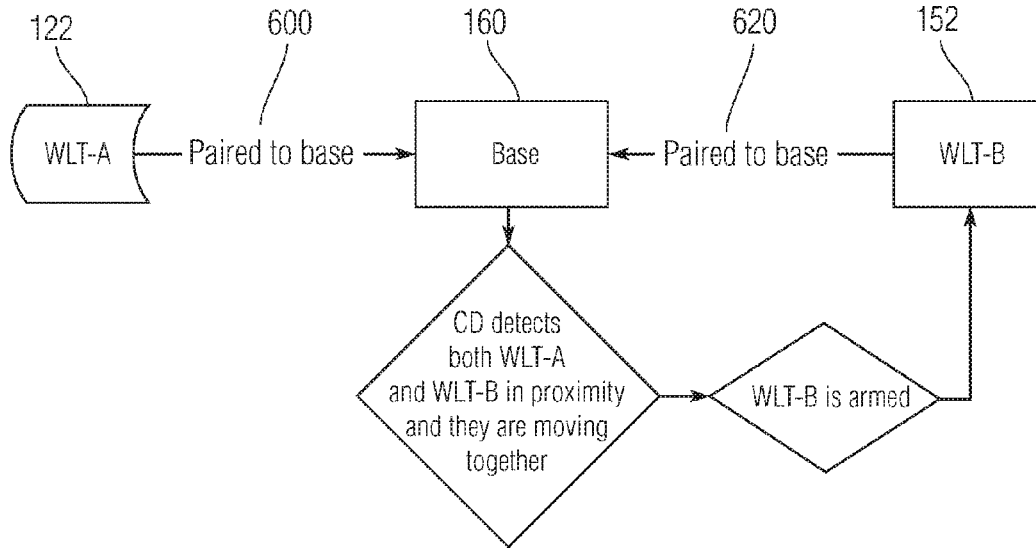 122
600
160
620
152
WLT-A
Paired to base
Base
Paired to base
WLT-B
CD detects
both WLT-A
and WLT-B in proximity
and they are moving
together
WLT-B is armed